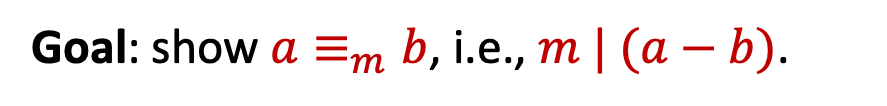 Goal: show a ≡ₘ b, i.e., m | (a − b).